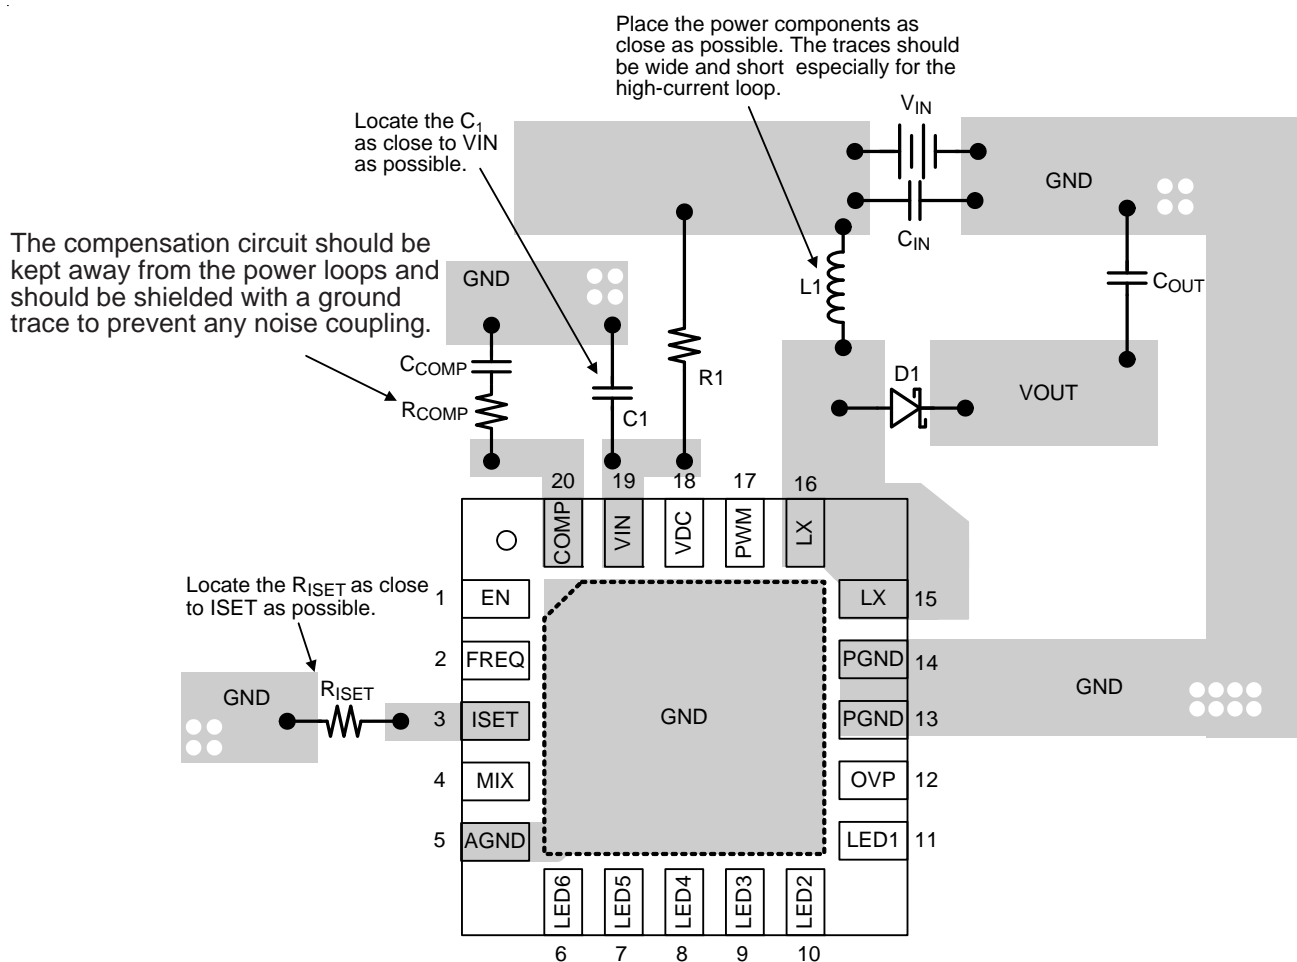 Place the power components as
close as possible. The traces should
be wide and short especially for the
high-current loop.
Locate the C1
as close to VIN
as possible.
The compensation circuit should be
kept away from the power loops and
should be shielded with a ground
trace to prevent any noise coupling.
VIN
GND
CIN
GND
L1
COUT
CCOMP
RCOMP
C1
R1
D1
VOUT
20
19
18
17
16
COMP
VIN
VDC
PWM
LX
Locate the RISET as close
to ISET as possible.
1
EN
LX
15
2
FREQ
PGND
14
GND
RISET
GND
GND
3
ISET
PGND
13
4
MIX
OVP
12
5
AGND
LED1
11
LED6
LED5
LED4
LED3
LED2
6
7
8
9
10